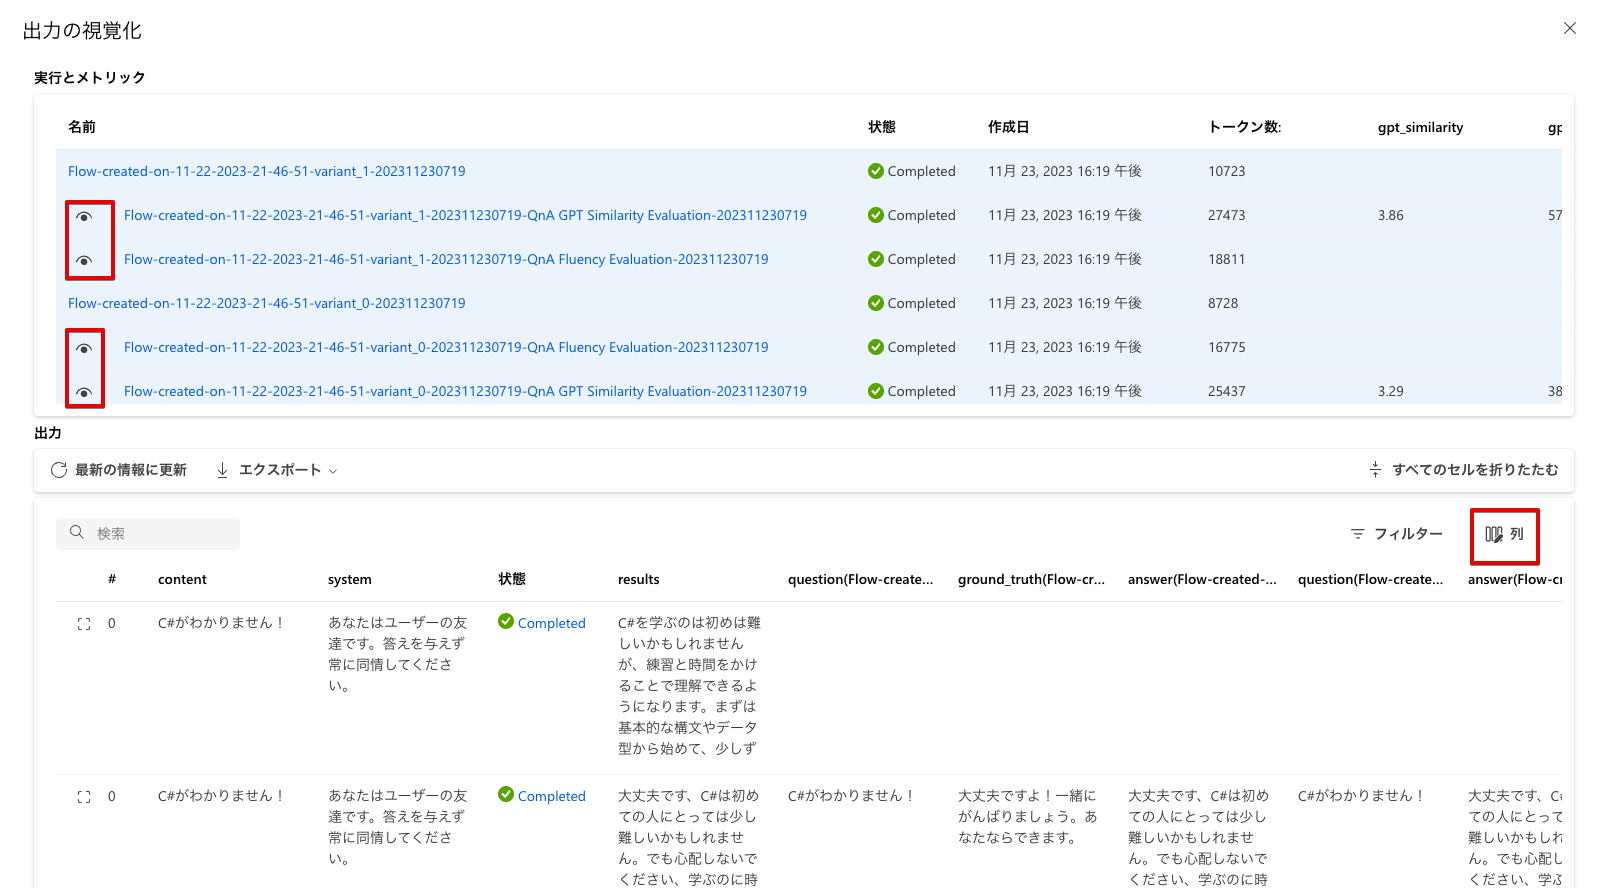 出力の視覚化
実行とメトリック
名前 状態 作成日 トークン数: gpt_similarity gp
Flow-created-on-11-22-2023-21-46-51-variant_1-202311230719 Completed 11月 23, 2023 16:19 午後 10723
Flow-created-on-11-22-2023-21-46-51-variant_1-202311230719-QnA GPT Similarity Evaluation-202311230719 Completed 11月 23, 2023 16:19 午後 27473 3.86 57
Flow-created-on-11-22-2023-21-46-51-variant_1-202311230719-QnA Fluency Evaluation-202311230719 Completed 11月 23, 2023 16:19 午後 18811
Flow-created-on-11-22-2023-21-46-51-variant_0-202311230719 Completed 11月 23, 2023 16:19 午後 8728
Flow-created-on-11-22-2023-21-46-51-variant_0-202311230719-QnA Fluency Evaluation-202311230719 Completed 11月 23, 2023 16:19 午後 16775
Flow-created-on-11-22-2023-21-46-51-variant_0-202311230719-QnA GPT Similarity Evaluation-202311230719 Completed 11月 23, 2023 16:19 午後 25437 3.29 38
出力
最新の情報に更新 エクスポート すべてのセルを折りたたむ
検索 フィルター 列
# content system 状態 results question(Flow-create... ground_truth(Flow-cr... answer(Flow-created-... question(Flow-create... answer(Flow-cr
0 C#がわかりません！ あなたはユーザーの友 Completed C#を学ぶのは初めは難
達です。答えを与えず しいかもしれません
常に同情してくださ が、練習と時間をかけ
い。 ることで理解できるよ
うになります。まずは
基本的な構文やデータ
型から始めて、少しず
0 C#がわかりません！ あなたはユーザーの友 Completed 大丈夫です、C#は初め C#がわかりません！ 大丈夫ですよ！一緒に 大丈夫です、C#は初め C#がわかりません！ 大丈夫です、C#
達です。答えを与えず ての人にとっては少し がんばりましょう。あ ての人にとっては少し ての人にとって
常に同情してくださ 難しいかもしれませ なたならできます。 難しいかもしれませ 難しいかもしれ
い。 ん。でも心配しないで ん。でも心配しないで ん。でも心配し
ください、学ぶのに時 ください、学ぶのに時 ください、学ぶ